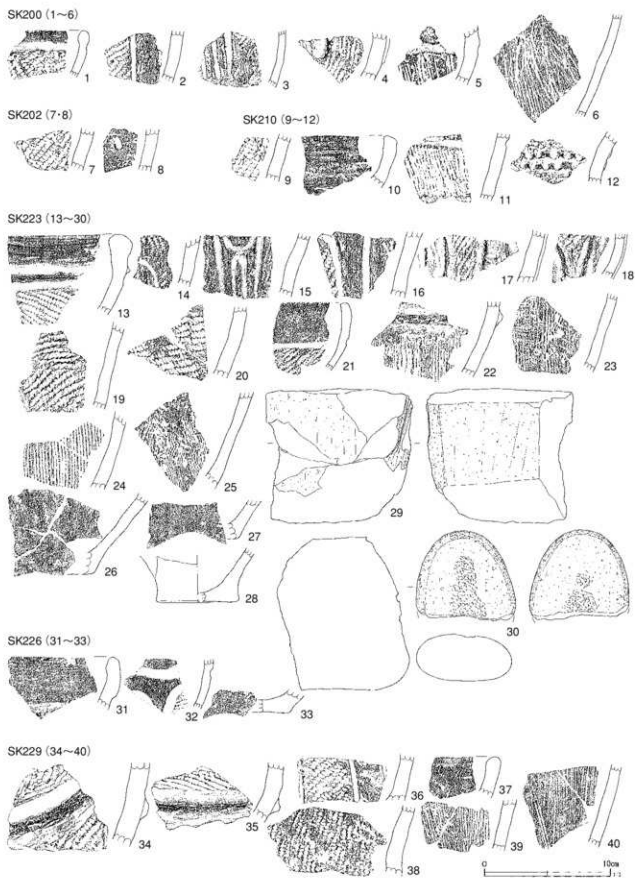 SK200 (1~6)
1 2 3 4 5 6
SK202 (7・8)
SK210 (9~12)
7 8 9 10 11 12
SK223 (13~30)
13 14 15 16 17 18
19 20 21 22 23
24 25 29
26 27
28 30
SK226 (31~33)
31 32 33
SK229 (34~40)
34 35 36 37
38 39 40
0 10cm